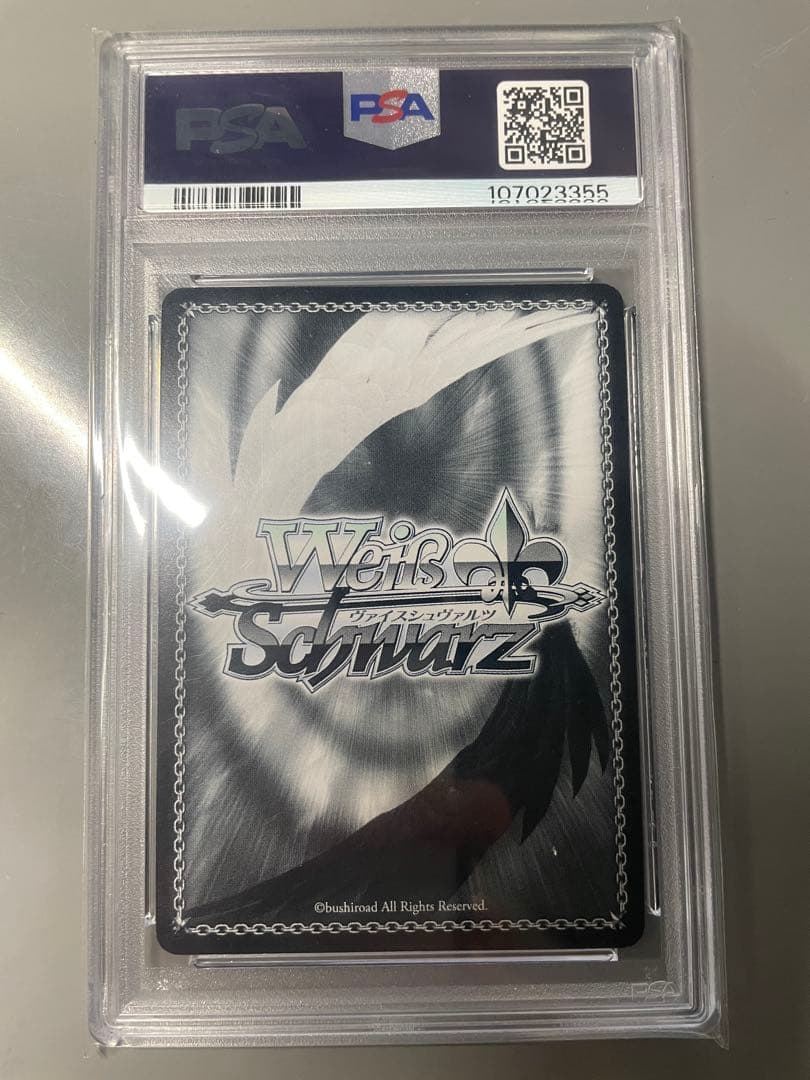 PSA
PSA
107023355
Weiß
ヴァイスシュヴァルツ
Schwarz
©bushiroad All Rights Reserved.
PSA